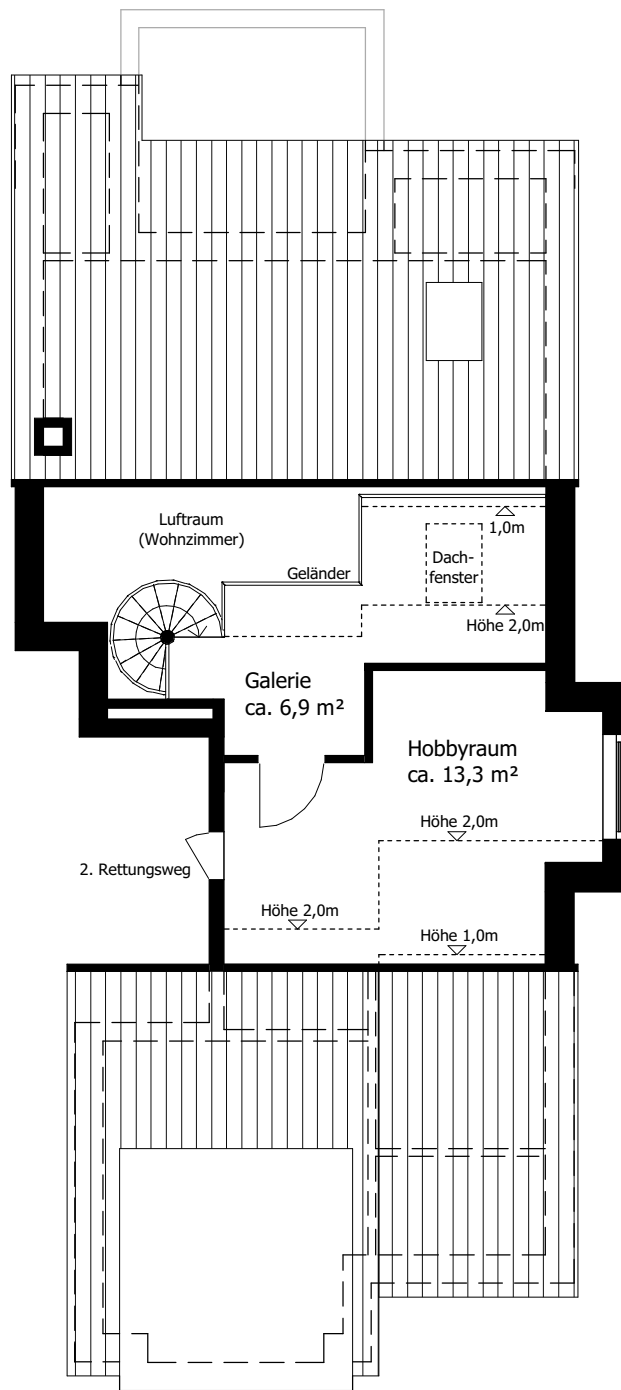 Luftraum
(Wohnzimmer)
1,0m
Dach-
fenster
Geländer
Höhe 2,0m
Galerie
ca. 6,9 m²
Hobbyraum
ca. 13,3 m²
Höhe 2,0m
2. Rettungsweg
Höhe 2,0m
Höhe 1,0m